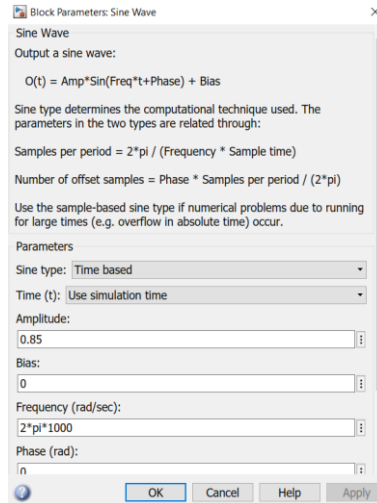 Block Parameters: Sine Wave
Sine Wave
Output a sine wave:
O(t) = Amp*Sin(Freq*t+Phase) + Bias
Sine type determines the computational technique used. The
parameters in the two types are related through:
Samples per period = 2*pi / (Frequency * Sample time)
Number of offset samples = Phase * Samples per period / (2*pi)
Use the sample-based sine type if numerical problems due to running
for large times (e.g. overflow in absolute time) occur.
Parameters
Sine type: Time based
Time (t): Use simulation time
Amplitude:
0.85
Bias:
0
Frequency (rad/sec):
2*pi*1000
Phase (rad):
0
OK Cancel Help Apply